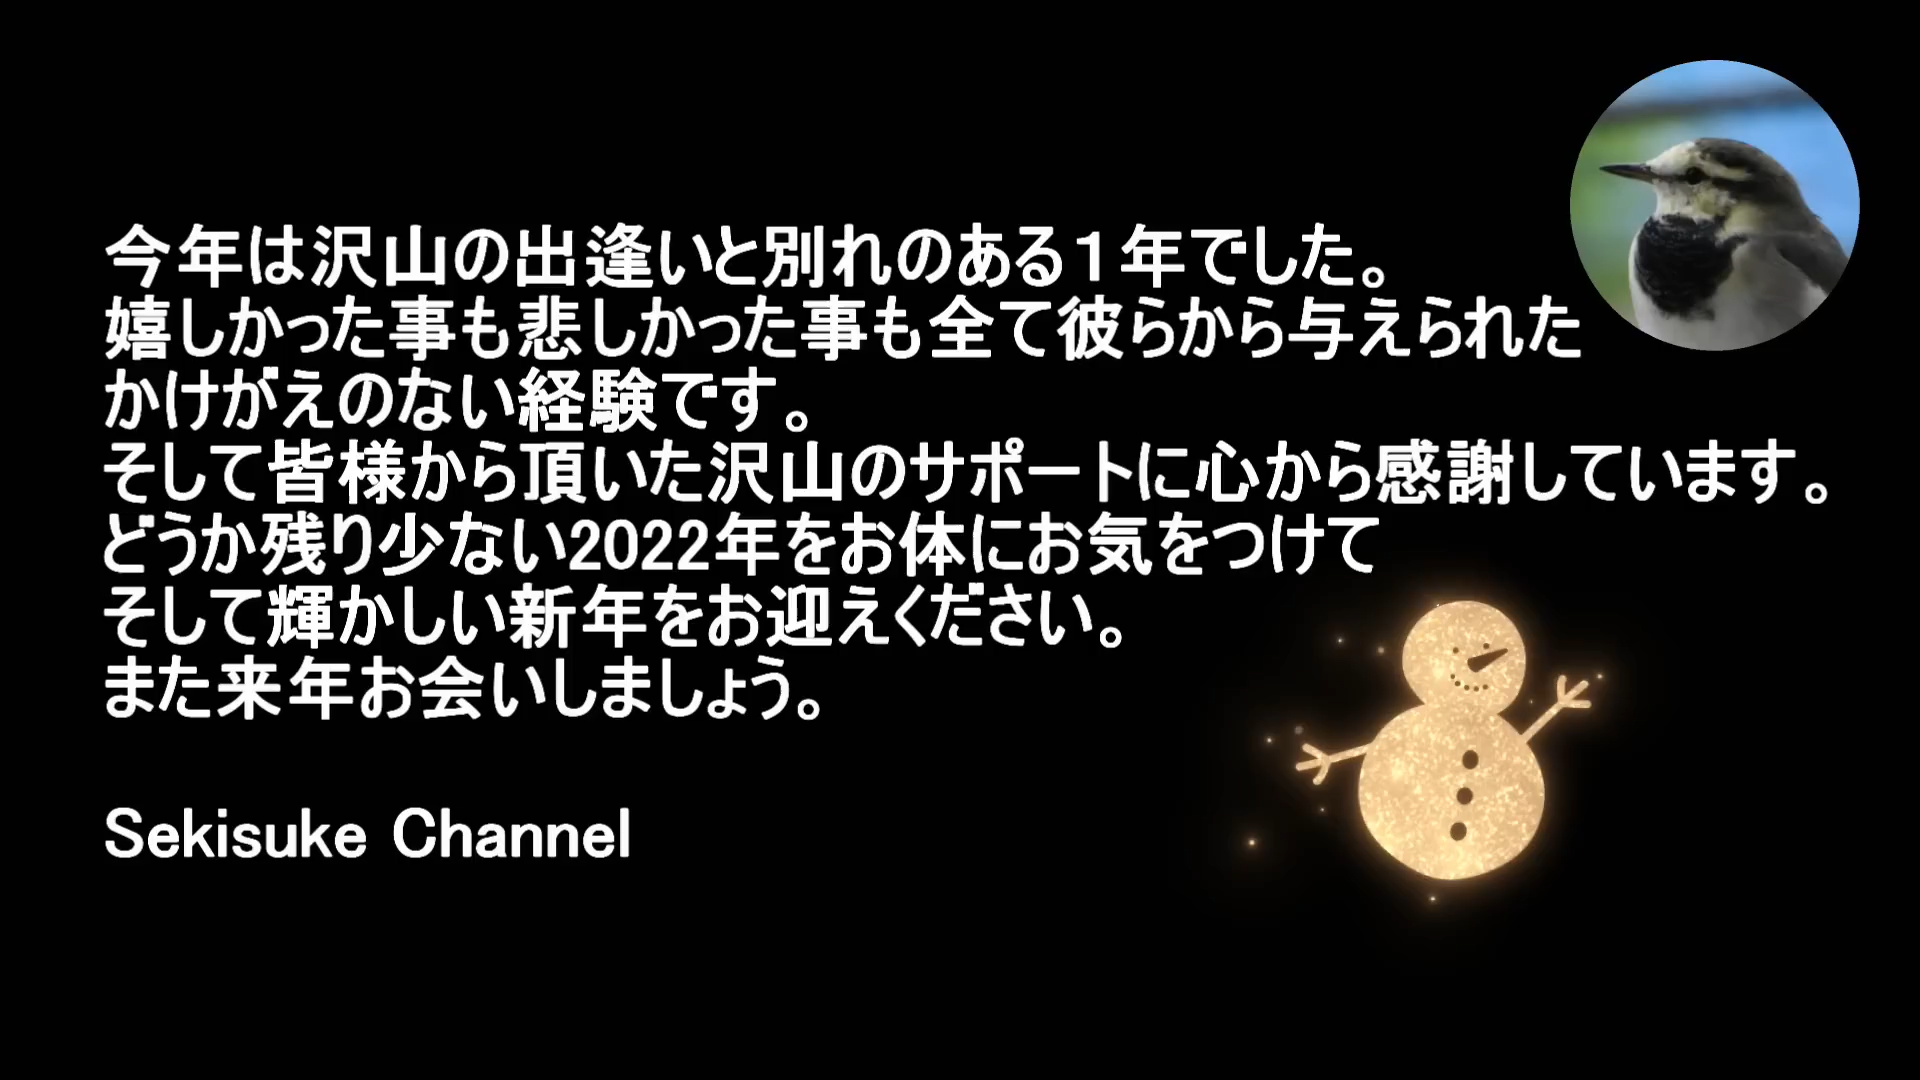 今年は沢山の出逢いと別れのある１年でした。
嬉しかった事も悲しかった事も全て彼らから与えられた
かけがえのない経験です。
そして皆様から頂いた沢山のサポートに心から感謝しています。
どうか残り少ない2022年をお体にお気をつけて
そして輝かしい新年をお迎えください。
また来年お会いしましょう。
Sekisuke Channel